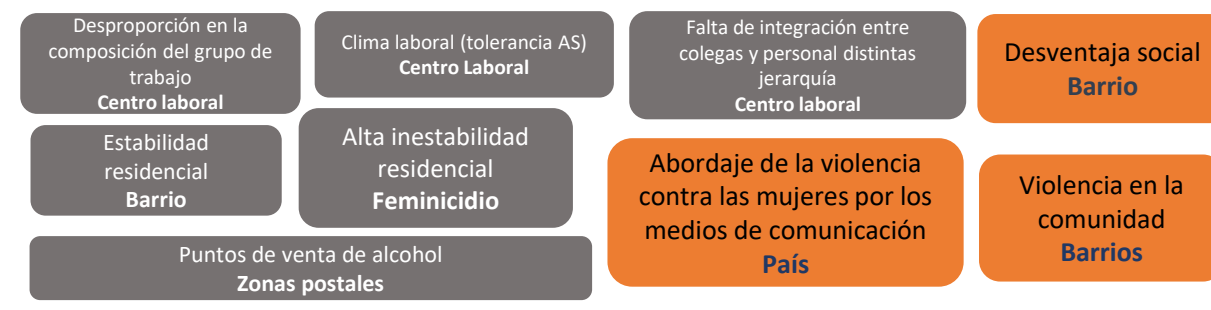 Desproporción en la
composición del grupo de
trabajo
Centro laboral
Clima laboral (tolerancia AS)
Centro Laboral
Falta de integración entre
colegas y personal distintas
jerarquía
Centro laboral
Desventaja social
Barrio
Estabilidad
residencial
Barrio
Alta inestabilidad
residencial
Feminicidio
Abordaje de la violencia
contra las mujeres por los
medios de comunicación
País
Violencia en la
comunidad
Barrios
Puntos de venta de alcohol
Zonas postales